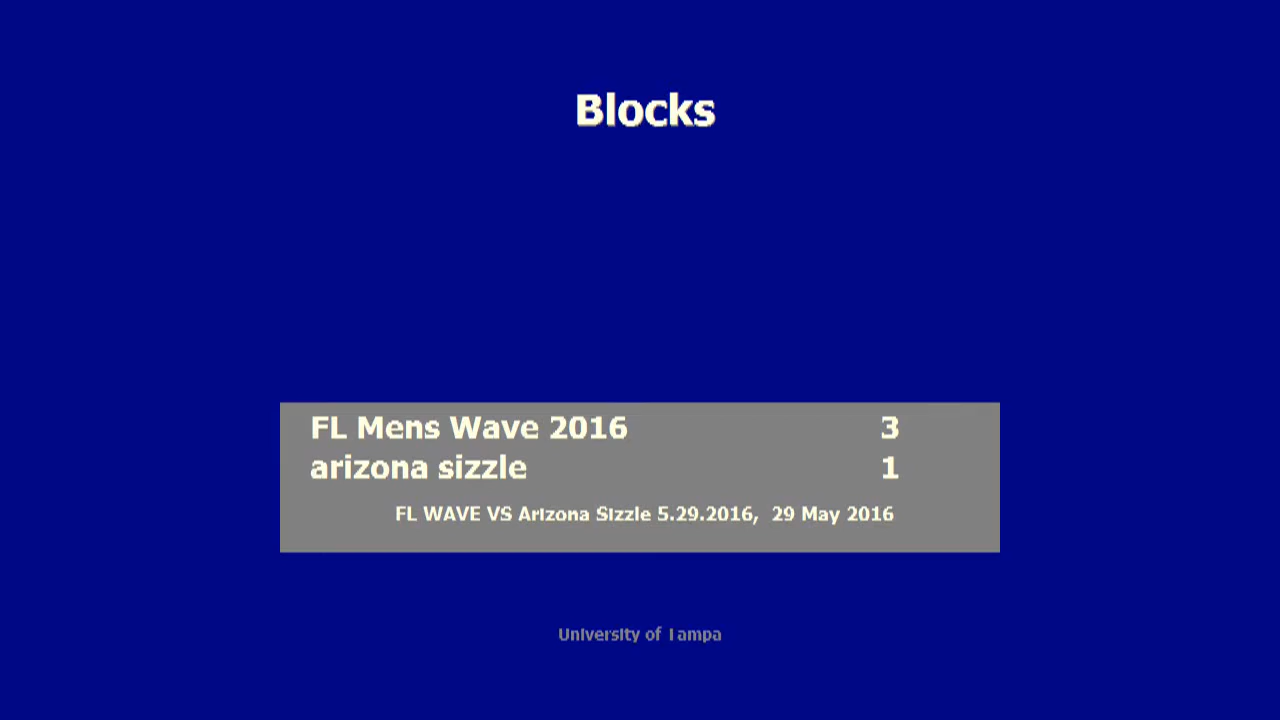 Blocks
FL Mens Wave 2016 3
arizona sizzle 1
FL WAVE VS Arizona Sizzle 5.29.2016, 29 May 2016
University of Tampa